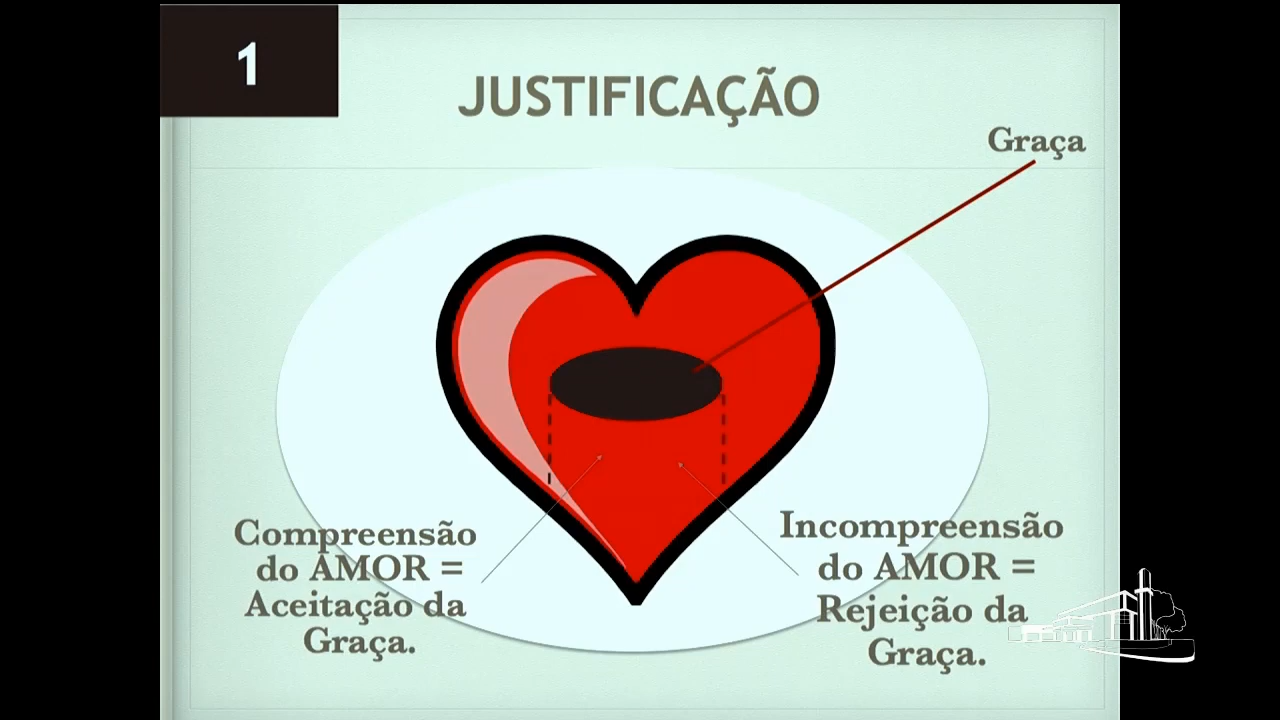 1
JUSTIFICAÇÃO
Graça
Compreensão
do AMOR =
Aceitação da
Graça.
Incompreensão
do AMOR =
Rejeição da
Graça.